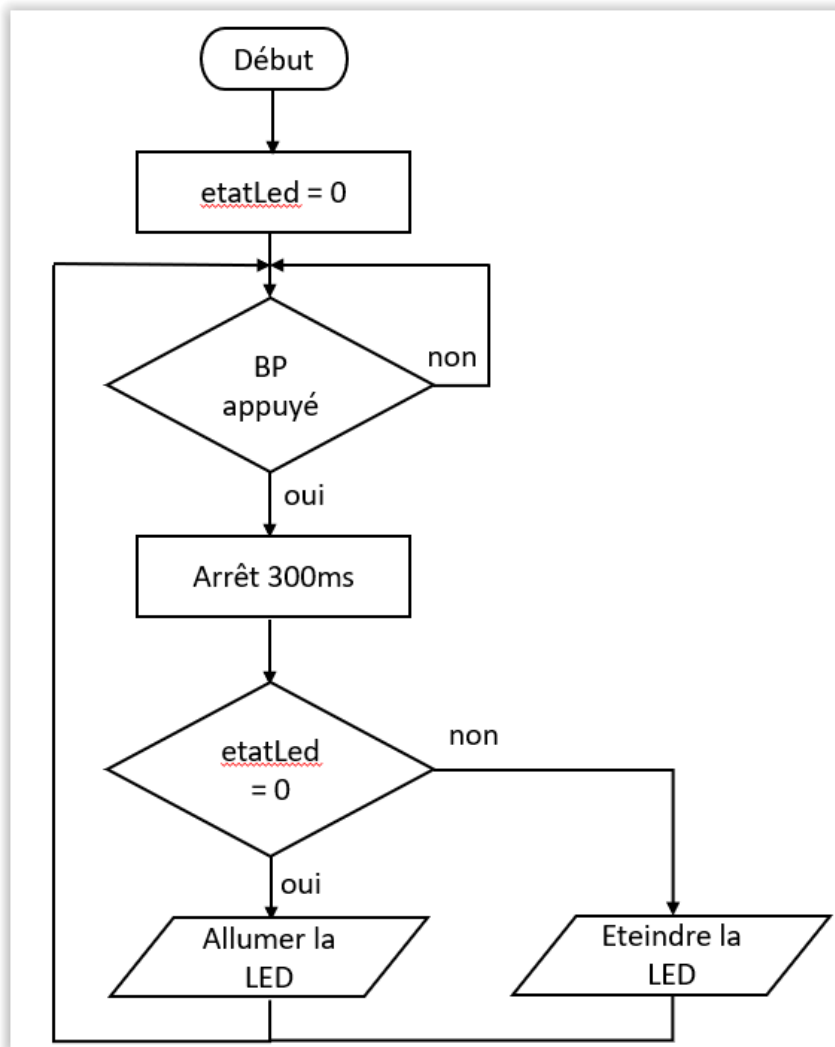 Début
etatLed = 0
BP
appuyé
non
oui
Arrêt 300ms
etatLed
= 0
non
oui
Allumer la
LED
Eteindre la
LED